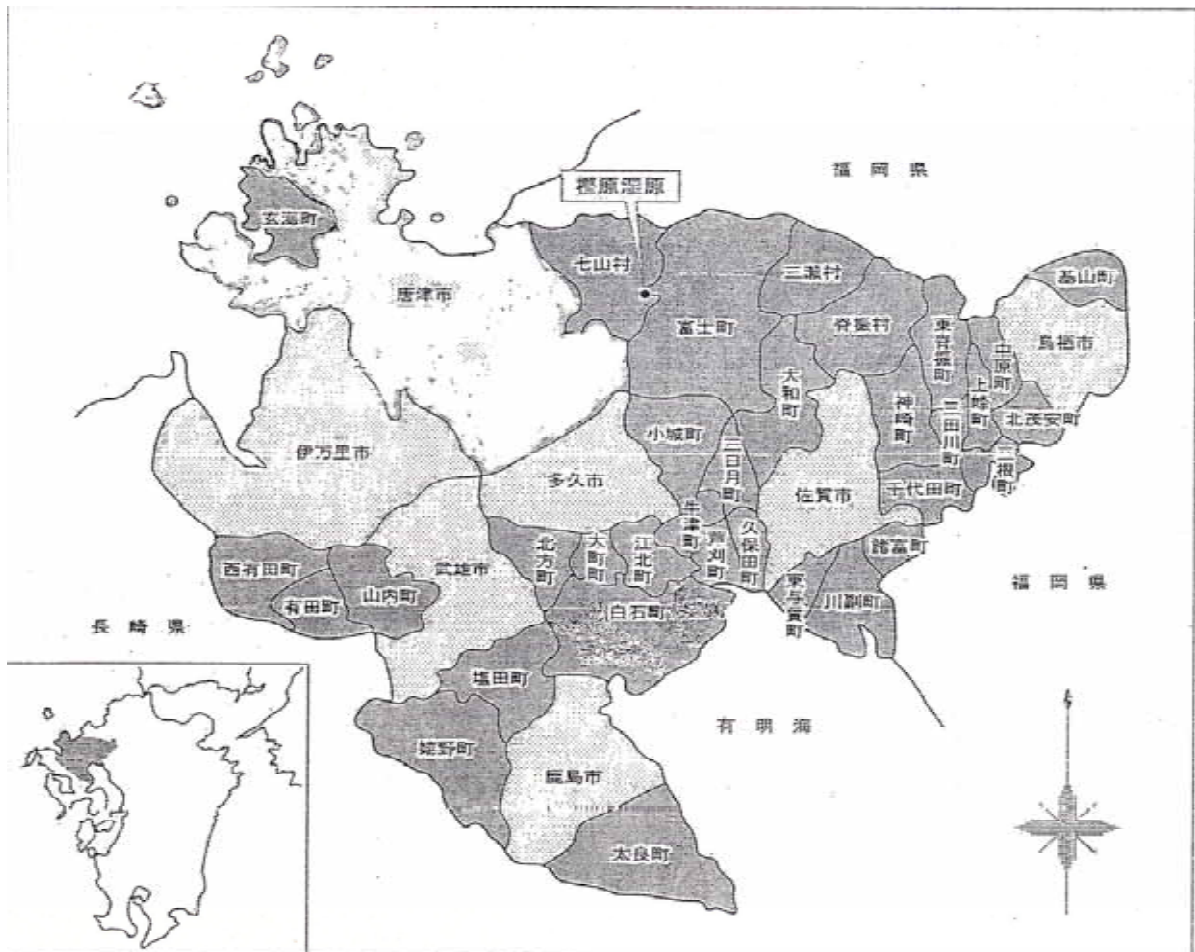 福岡県
樫原湿原
玄海町
七山村
三瀬村
基山町
唐津市
富士町
脊振村
東脊振町
中原町
鳥栖市
大和町
神埼町
三田川町
上峰町
北茂安町
小城町
三日月町
伊万里市
多久市
佐賀市
千代田町
三根町
牛津町
芦刈町
久保田町
諸富町
北方町
大町町
江北町
西有田町
有田町
山内町
武雄市
白石町
東与賀町
川副町
福岡県
長崎県
塩田町
有明海
嬉野町
鹿島市
太良町